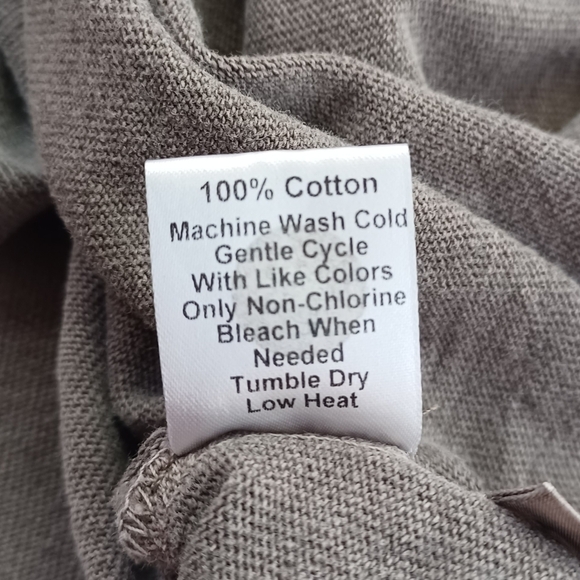 100% Cotton
Machine Wash Cold
Gentle Cycle
With Like Colors
Only Non-Chlorine
Bleach When
Needed
Tumble Dry
Low Heat